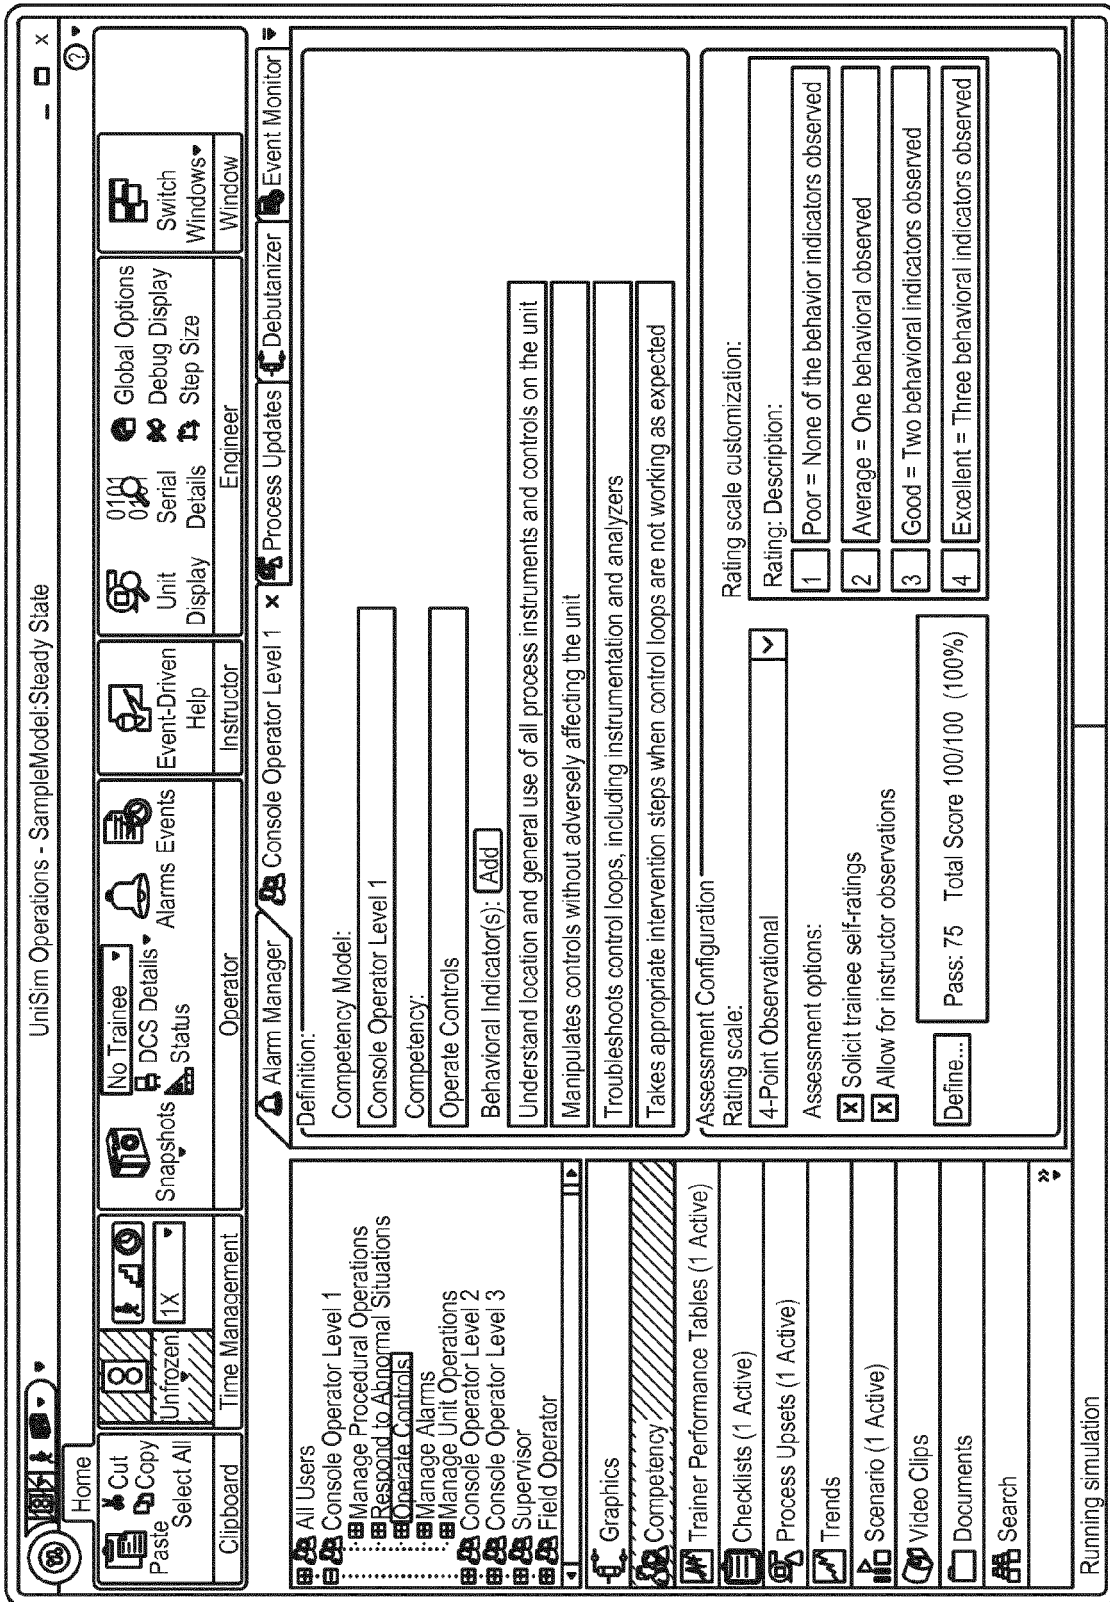 UniSim Operations - SampleModel:Steady State
Home
Paste
Cut
Copy
Select All
Clipboard
Unfrozen
1X
Time Management
Snapshots
No Trainee
DCS Details
Status
Alarms
Events
Operator
Event-Driven
Help
Instructor
Unit
Display
0101
0101
Serial
Details
Global Options
Debug Display
Step Size
Engineer
Switch
Windows
Window
All Users
Console Operator Level 1
Manage Procedural Operations
Respond to Abnormal Situations
Operate Controls
Manage Alarms
Manage Unit Operations
Console Operator Level 2
Console Operator Level 3
Supervisor
Field Operator
Graphics
Competency
Trainer Performance Tables (1 Active)
Checklists (1 Active)
Process Upsets (1 Active)
Trends
Scenario (1 Active)
Video Clips
Documents
Search
Alarm Manager
Console Operator Level 1 x
Process Updates
Debutanizer
Event Monitor
Definition:
Competency Model:
Console Operator Level 1
Competency:
Operate Controls
Behavioral Indicator(s): Add
Understand location and general use of all process instruments and controls on the unit
Manipulates controls without adversely affecting the unit
Troubleshoots control loops, including instrumentation and analyzers
Takes appropriate intervention steps when control loops are not working as expected
Assessment Configuration
Rating scale:
4-Point Observational
Assessment options:
x Solicit trainee self-ratings
x Allow for instructor observations
Define...
Pass: 75 Total Score 100/100 (100%)
Rating scale customization:
Rating: Description:
1 Poor = None of the behavior indicators observed
2 Average = One behavioral observed
3 Good = Two behavioral indicators observed
4 Excellent = Three behavioral indicators observed
Running simulation